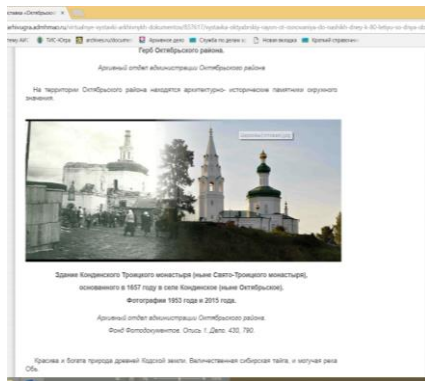 Герб Октябрьского района.
Архивный отдел администрации Октябрьского района
На территории Октябрьского района находятся архитектурно- исторические памятники окружного
значения.
Здание Кондинского Троицкого монастыря (ныне Свято-Троицкого монастыря),
основанного в 1657 году в селе Кондинское (ныне Октябрьское).
Фотографии 1953 года и 2015 года.
Архивный отдел администрации Октябрьского района
Фонд Фотодокументов. Опись 1. Дело. 430, 790.
Красива и богата природа древней Кодской земли. Величественная сибирская тайга, и могучая река
Обь.